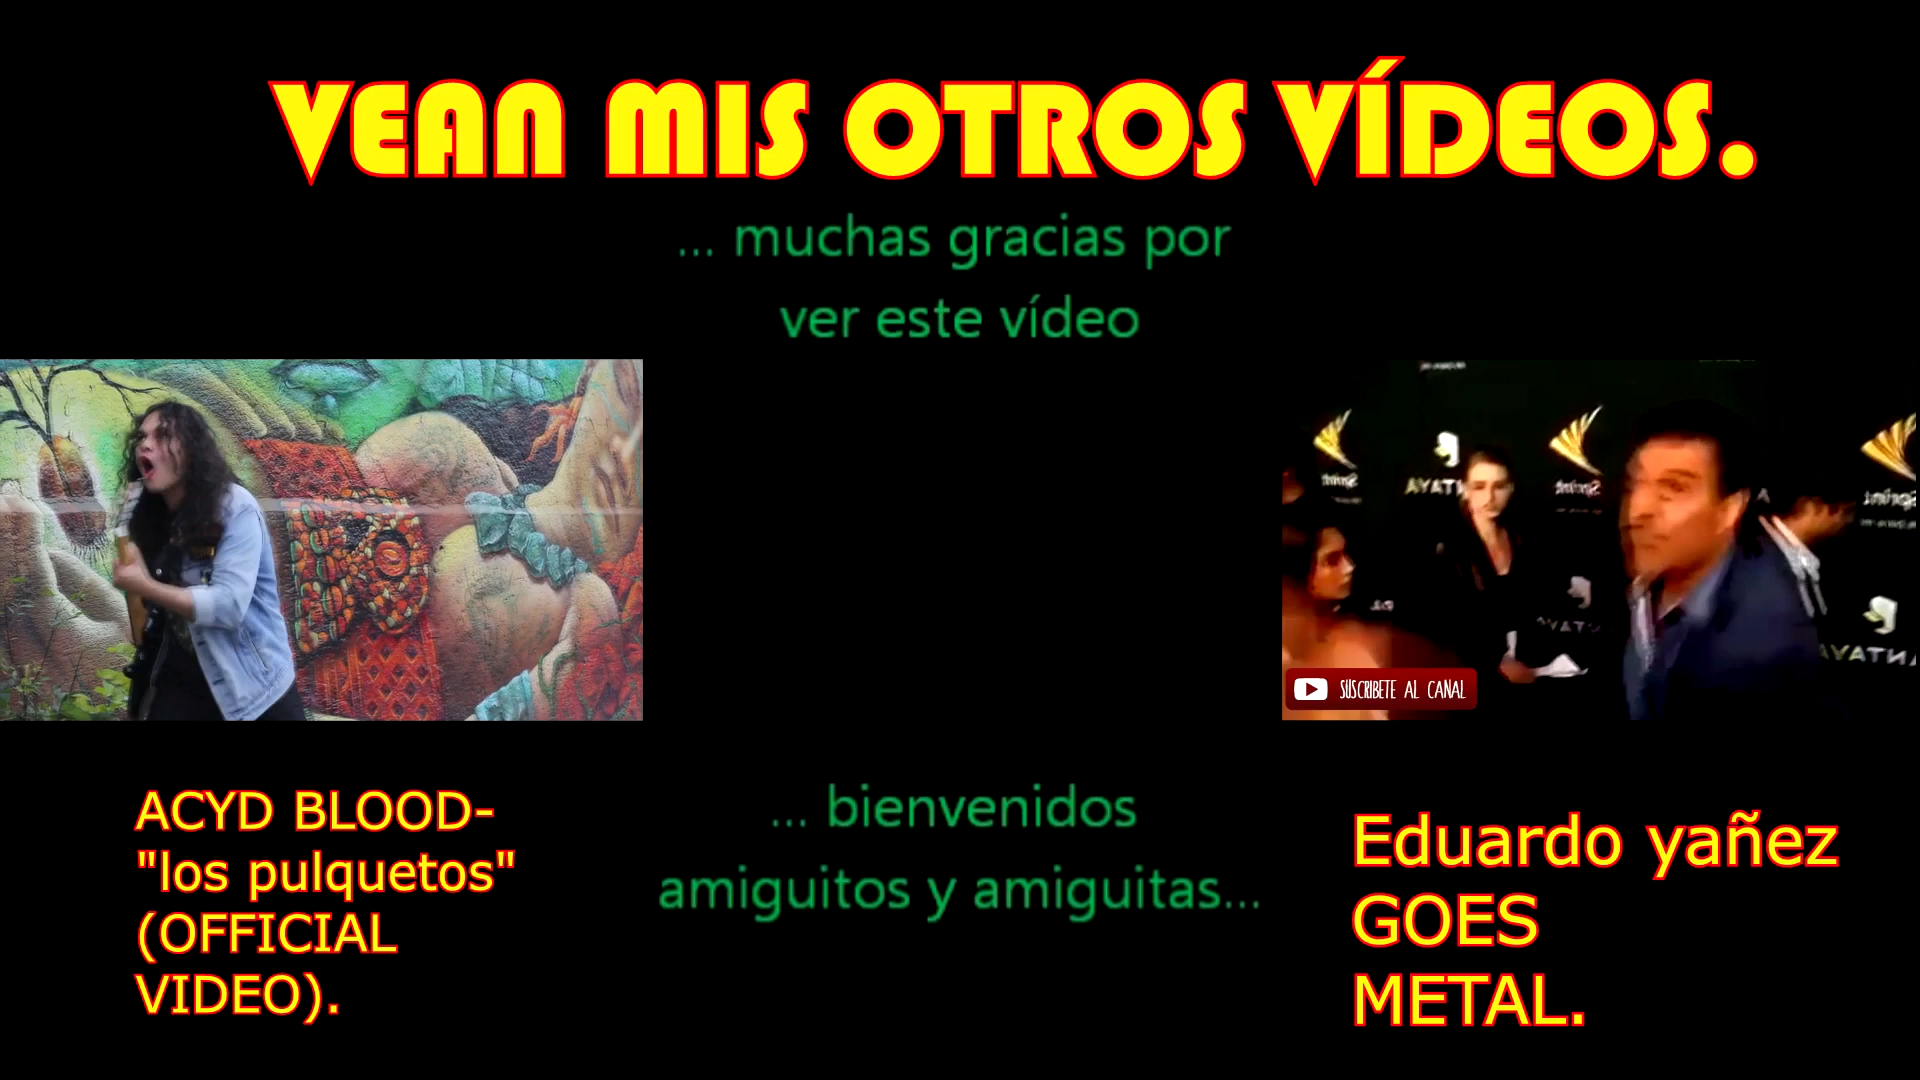 VEAN MIS OTROS VÍDEOS.
... muchas gracias por
ver este vídeo
SUSCRIBETE AL CANAL
ACYD BLOOD-
"los pulquetos"
(OFFICIAL
VIDEO).
... bienvenidos
amiguitos y amiguitas...
Eduardo yañez
GOES
METAL.